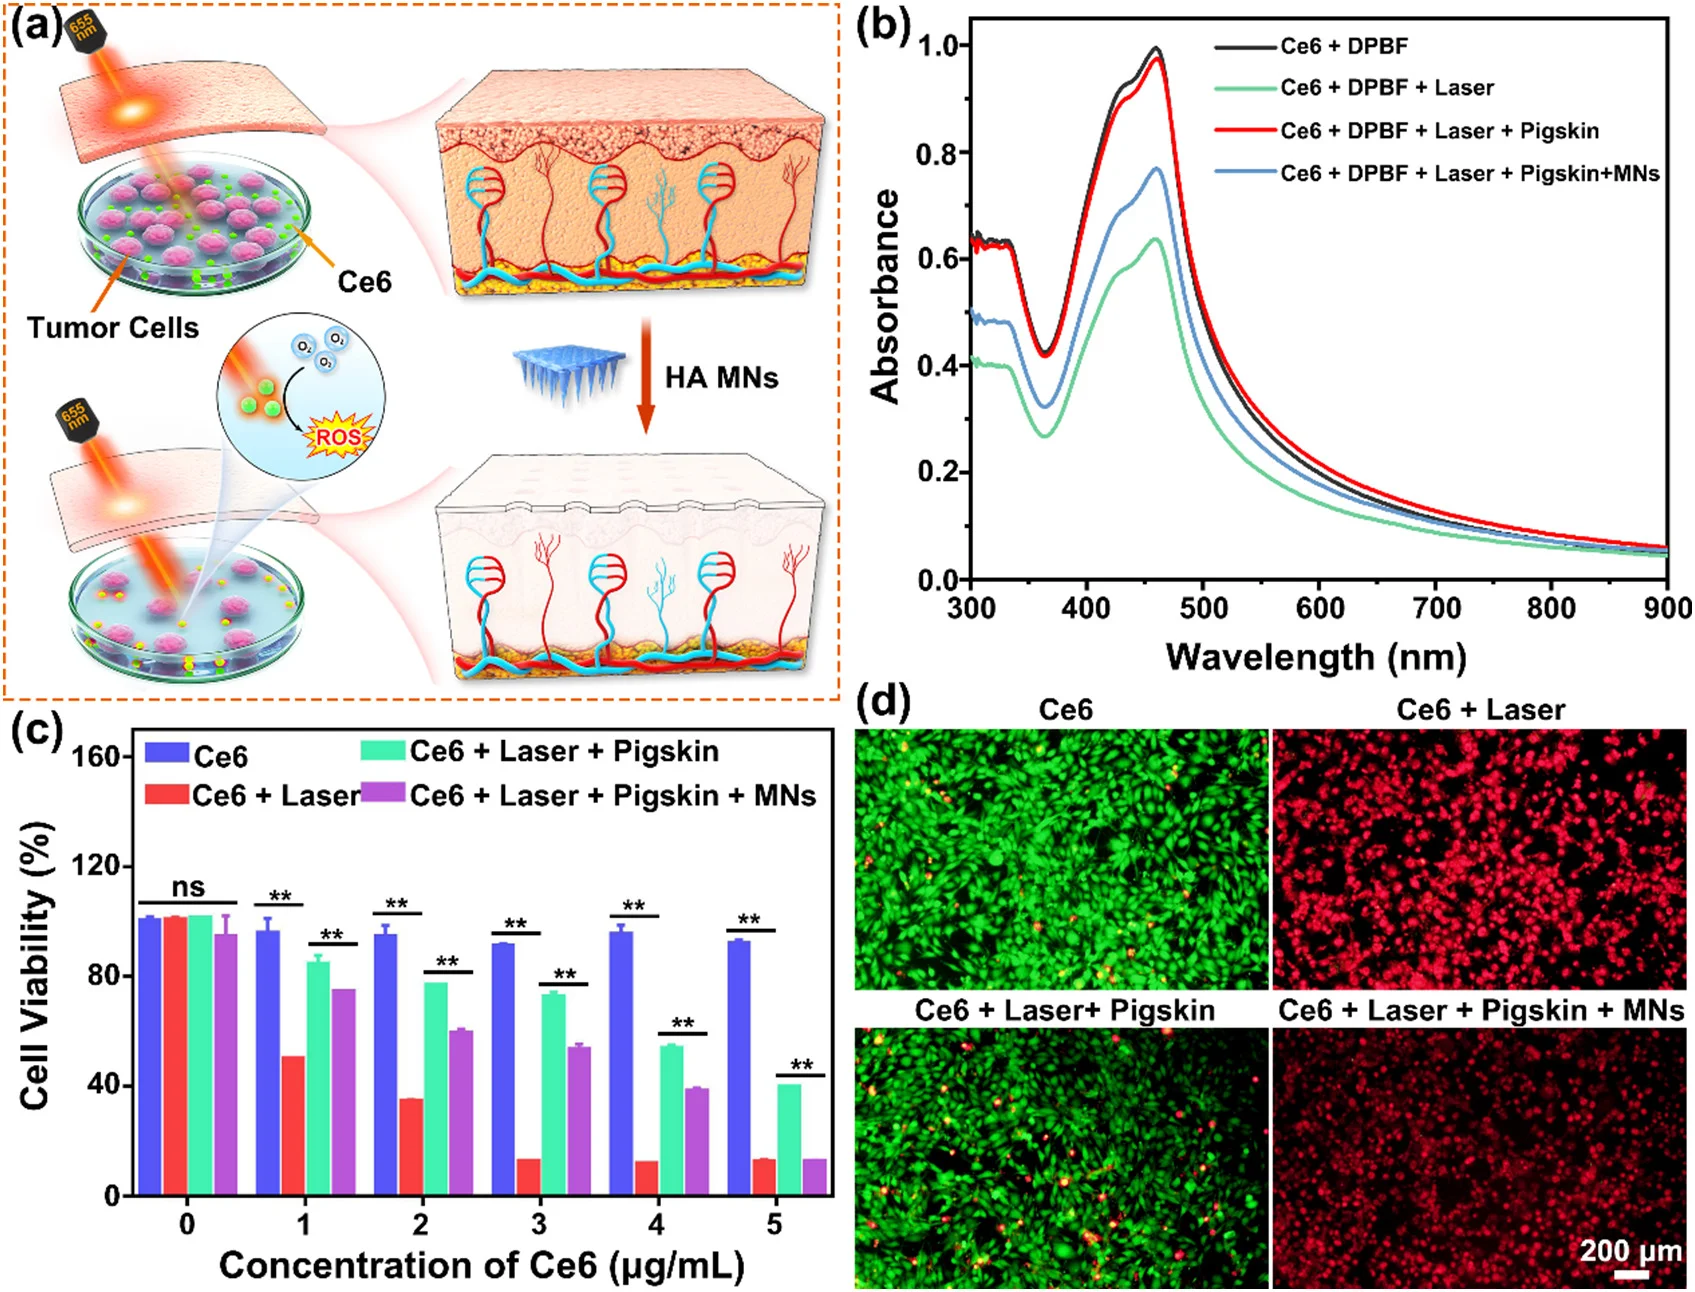 (a)
655
nm
Ce6
Tumor Cells
O2
O2
O2
ROS
HA MNs
655
nm
(b)
Ce6 + DPBF
Ce6 + DPBF + Laser
Ce6 + DPBF + Laser + Pigskin
Ce6 + DPBF + Laser + Pigskin+MNs
Absorbance
1.0
0.8
0.6
0.4
0.2
0.0
300 400 500 600 700 800 900
Wavelength (nm)
(c)
Ce6
Ce6 + Laser
Ce6 + Laser + Pigskin
Ce6 + Laser + Pigskin + MNs
Cell Viability (%)
160
120
80
40
0
ns
**
**
**
**
**
**
**
**
**
**
0 1 2 3 4 5
Concentration of Ce6 (μg/mL)
(d)
Ce6
Ce6 + Laser
Ce6 + Laser+ Pigskin
Ce6 + Laser + Pigskin + MNs
200 μm